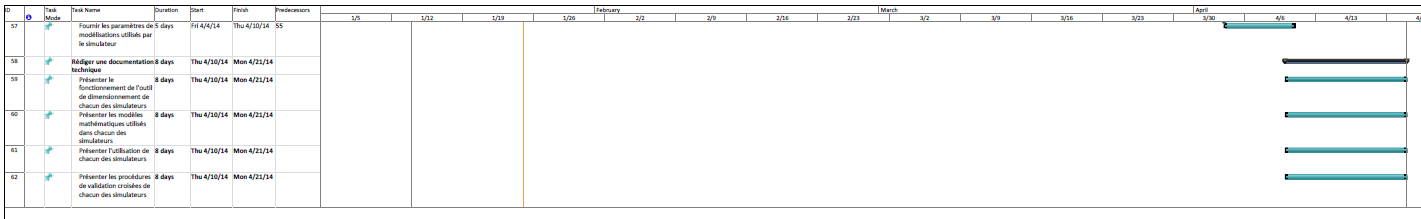 ID Task Mode Task Name Duration Start Finish Predecessors
February March April
1/5 1/12 1/19 1/26 2/2 2/9 2/16 2/23 3/2 3/9 3/16 3/23 3/30 4/6 4/13
57 Fournir les paramètres de 5 days Fri 4/4/14 Thu 4/10/14 55
modélisations utilisés par
le simulateur
58 Rédiger une documentation 8 days Thu 4/10/14 Mon 4/21/14
technique
59 Présenter le 8 days Thu 4/10/14 Mon 4/21/14
fonctionnement de l'outil
de dimensionnement de
chacun des simulateurs
60 Présenter les modèles 8 days Thu 4/10/14 Mon 4/21/14
mathématiques utilisés
dans chacun des
simulateurs
61 Présenter l'utilisation de 8 days Thu 4/10/14 Mon 4/21/14
chacun des simulateurs
62 Présenter les procédures 8 days Thu 4/10/14 Mon 4/21/14
de validation croisées de
chacun des simulateurs